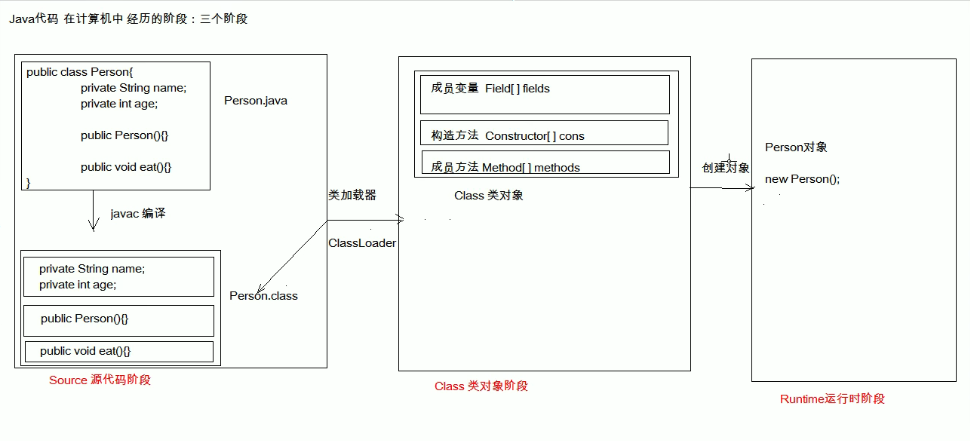 Java代码 在计算机中 经历的阶段：三个阶段
public class Person{
private String name;
private int age;
public Person(){}
public void eat(){}
}
Person.java
javac 编译
private String name;
private int age;
public Person(){}
public void eat(){}
Person.class
Source 源代码阶段
类加载器
ClassLoader
成员变量 Field[ ] fields
构造方法 Constructor[ ] cons
成员方法 Method[ ] methods
Class 类对象
Class 类对象阶段
创建对象
Person对象
new Person();
Runtime运行时阶段